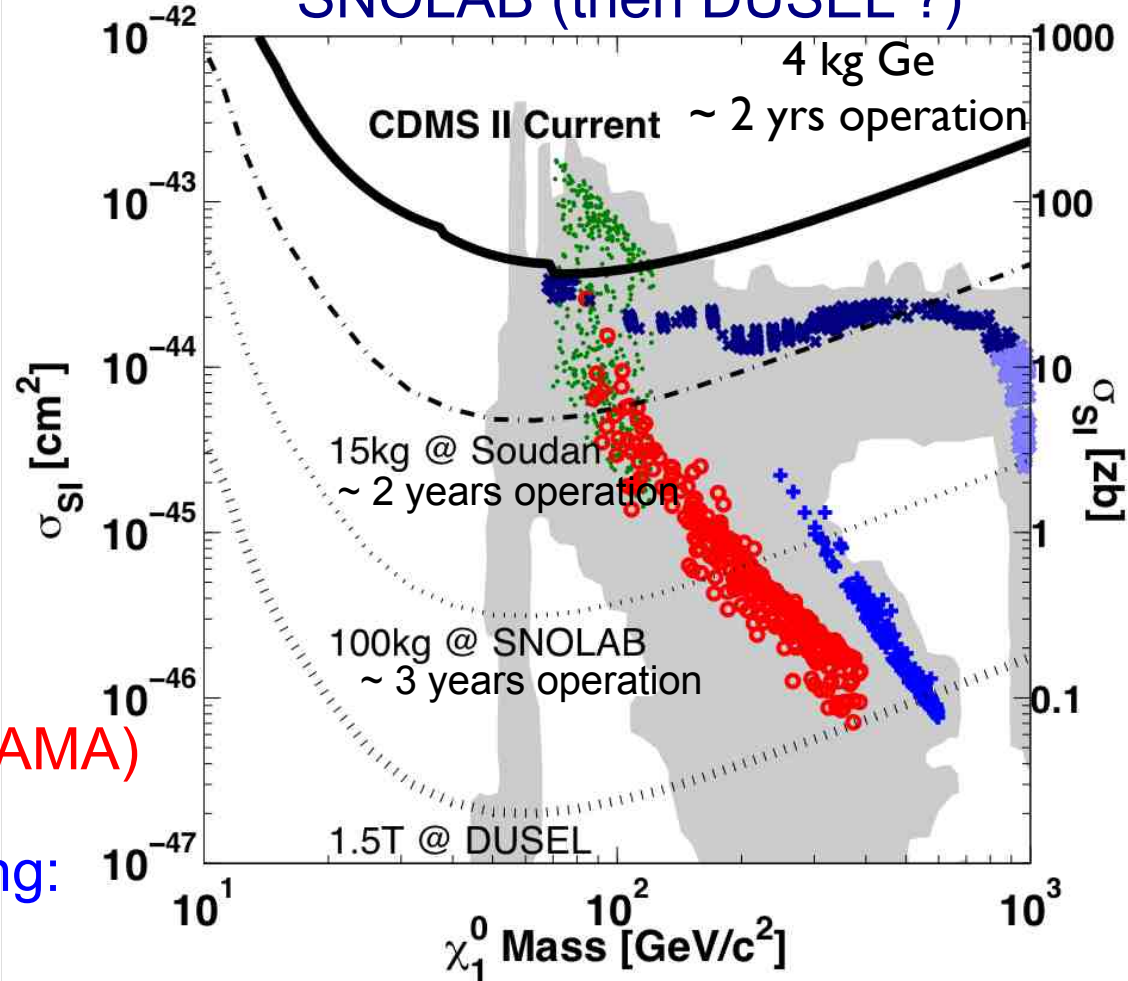 SNOLAB (then DUSEL ?)
10⁻⁴²
1000
4 kg Ge
~ 2 yrs operation
CDMS II Current
10⁻⁴³
100
10⁻⁴⁴
10
σSI [cm²]
σSI [zb]
15kg @ Soudan
~ 2 years operation
10⁻⁴⁵
1
100kg @ SNOLAB
~ 3 years operation
10⁻⁴⁶
0.1
AMA)
1.5T @ DUSEL
10⁻⁴⁷
ng:
10¹
10²
10³
χ₁⁰ Mass [GeV/c²]